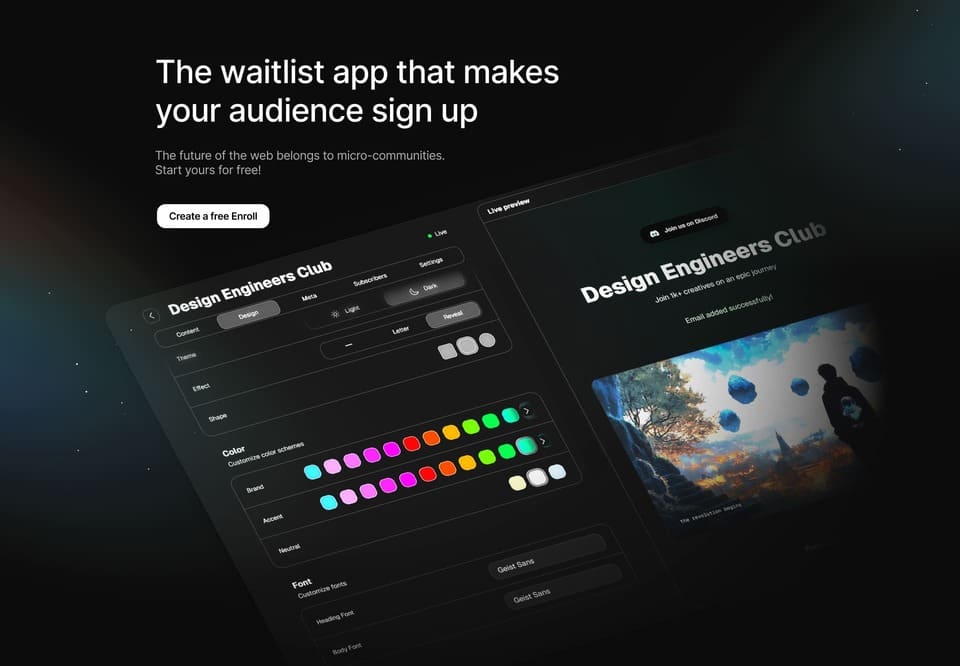 The waitlist app that makes
your audience sign up
The future of the web belongs to micro-communities.
Start yours for free!
Create a free Enroll
Design Engineers Club
Live
Content
Design
Meta
Subscribers
Settings
Theme
Light
Dark
Effect
Letter
Reveal
Shape
Color
Customize color schemes
Brand
Accent
Neutral
Font
Customize fonts
Heading Font
Geist Sans
Body Font
Geist Sans
Live preview
Join us on Discord
Design Engineers Club
Join 1k+ creatives on an epic journey
Email added successfully!
the revolution begins